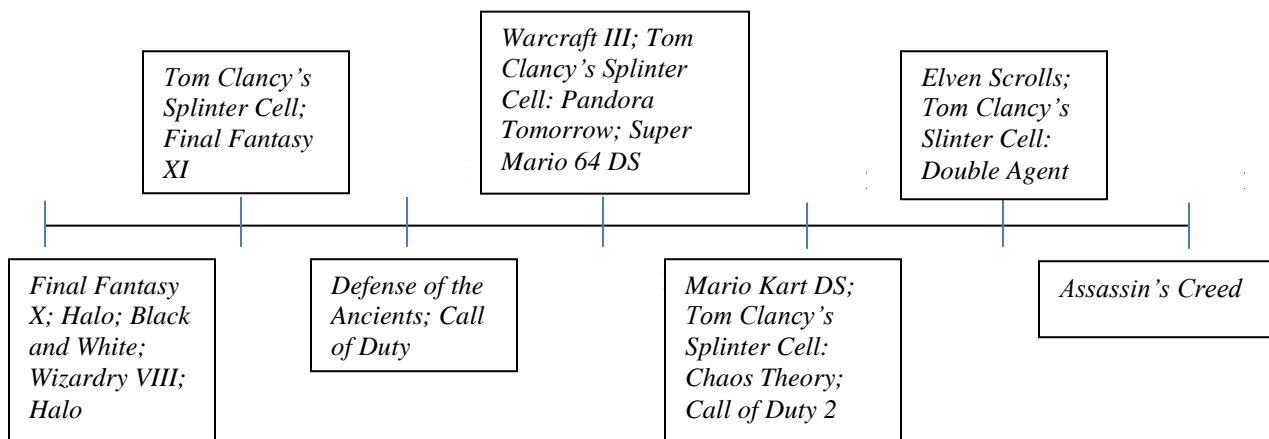 Tom Clancy’s
Splinter Cell;
Final Fantasy
XI
Warcraft III; Tom
Clancy’s Splinter
Cell: Pandora
Tomorrow; Super
Mario 64 DS
Elven Scrolls;
Tom Clancy’s
Slinter Cell:
Double Agent
Final Fantasy
X; Halo; Black
and White;
Wizardry VIII;
Halo
Defense of the
Ancients; Call
of Duty
Mario Kart DS;
Tom Clancy’s
Splinter Cell:
Chaos Theory;
Call of Duty 2
Assassin’s Creed